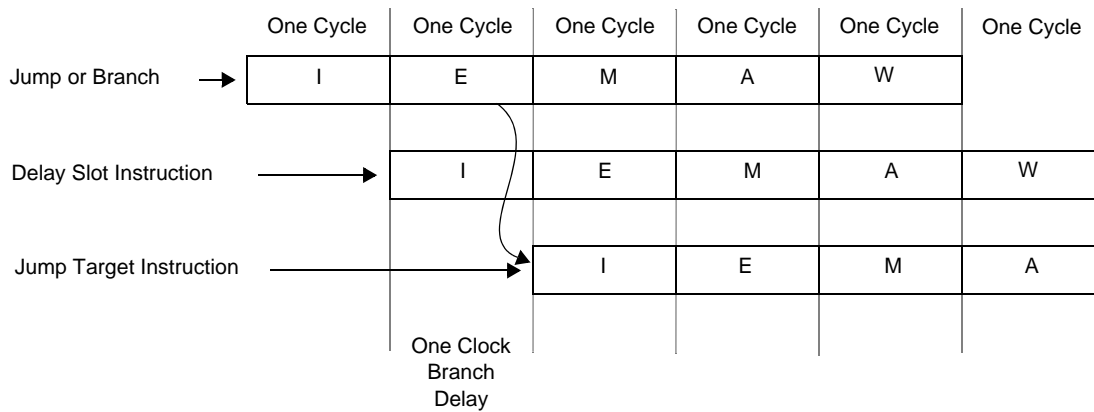 One Cycle One Cycle One Cycle One Cycle One Cycle One Cycle
Jump or Branch I E M A W
Delay Slot Instruction I E M A W
Jump Target Instruction I E M A
One Clock
Branch
Delay